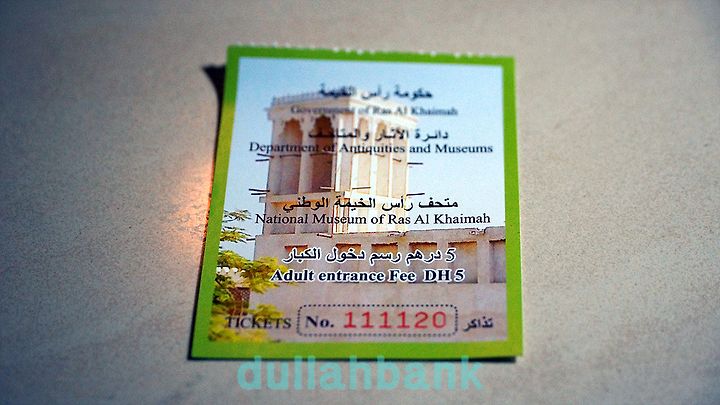 حكومة رأس الخيمة
Government of Ras Al Khaimah
دائرة الآثار والمتاحف
Department of Antiquities and Museums
متحف رأس الخيمة الوطني
National Museum of Ras Al Khaimah
5 درهم رسم دخول الكبار
Adult entrance Fee DH 5
TICKETS No. 111120 تذاكر
dullahbank